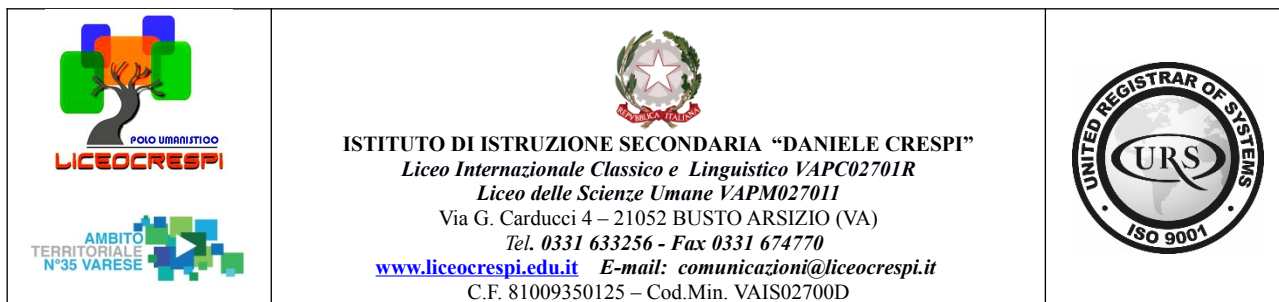 POLO UMANISTICO
LICEOCRESPI
AMBITO
TERRITORIALE
N°35 VARESE
REPVBBLICA ITALIANA
ISTITUTO DI ISTRUZIONE SECONDARIA “DANIELE CRESPI”
Liceo Internazionale Classico e Linguistico VAPC02701R
Liceo delle Scienze Umane VAPM027011
Via G. Carducci 4 – 21052 BUSTO ARSIZIO (VA)
Tel. 0331 633256 - Fax 0331 674770
www.liceocrespi.edu.it E-mail: comunicazioni@liceocrespi.it
C.F. 81009350125 – Cod.Min. VAIS02700D
UNITED REGISTRAR OF SYSTEMS
URS
ISO 9001